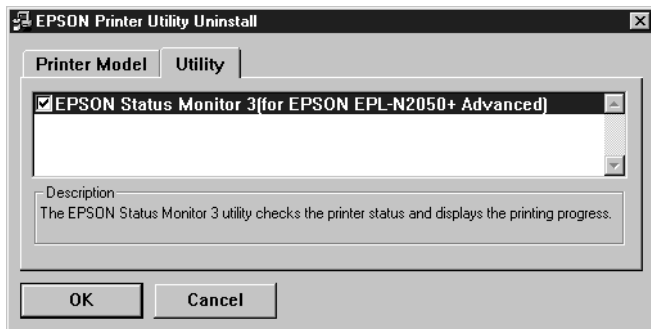 EPSON Printer Utility Uninstall
Printer Model
Utility
EPSON Status Monitor 3(for EPSON EPL-N2050+ Advanced)
Description
The EPSON Status Monitor 3 utility checks the printer status and displays the printing progress.
OK
Cancel